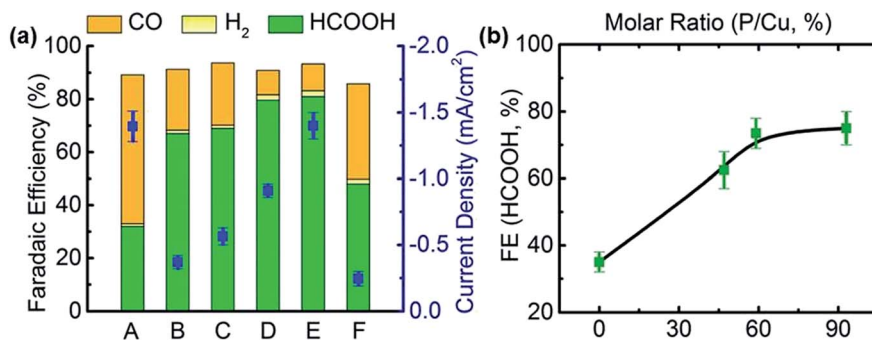 (a) CO H2 HCOOH
Faradaic Efficiency (%)
100
80
60
40
20
0
A B C D E F
-2.0
-1.5
-1.0
-0.5
-0.0
Current Density (mA/cm²)
(b) Molar Ratio (P/Cu, %)
FE (HCOOH, %)
100
80
60
40
20
0 30 60 90